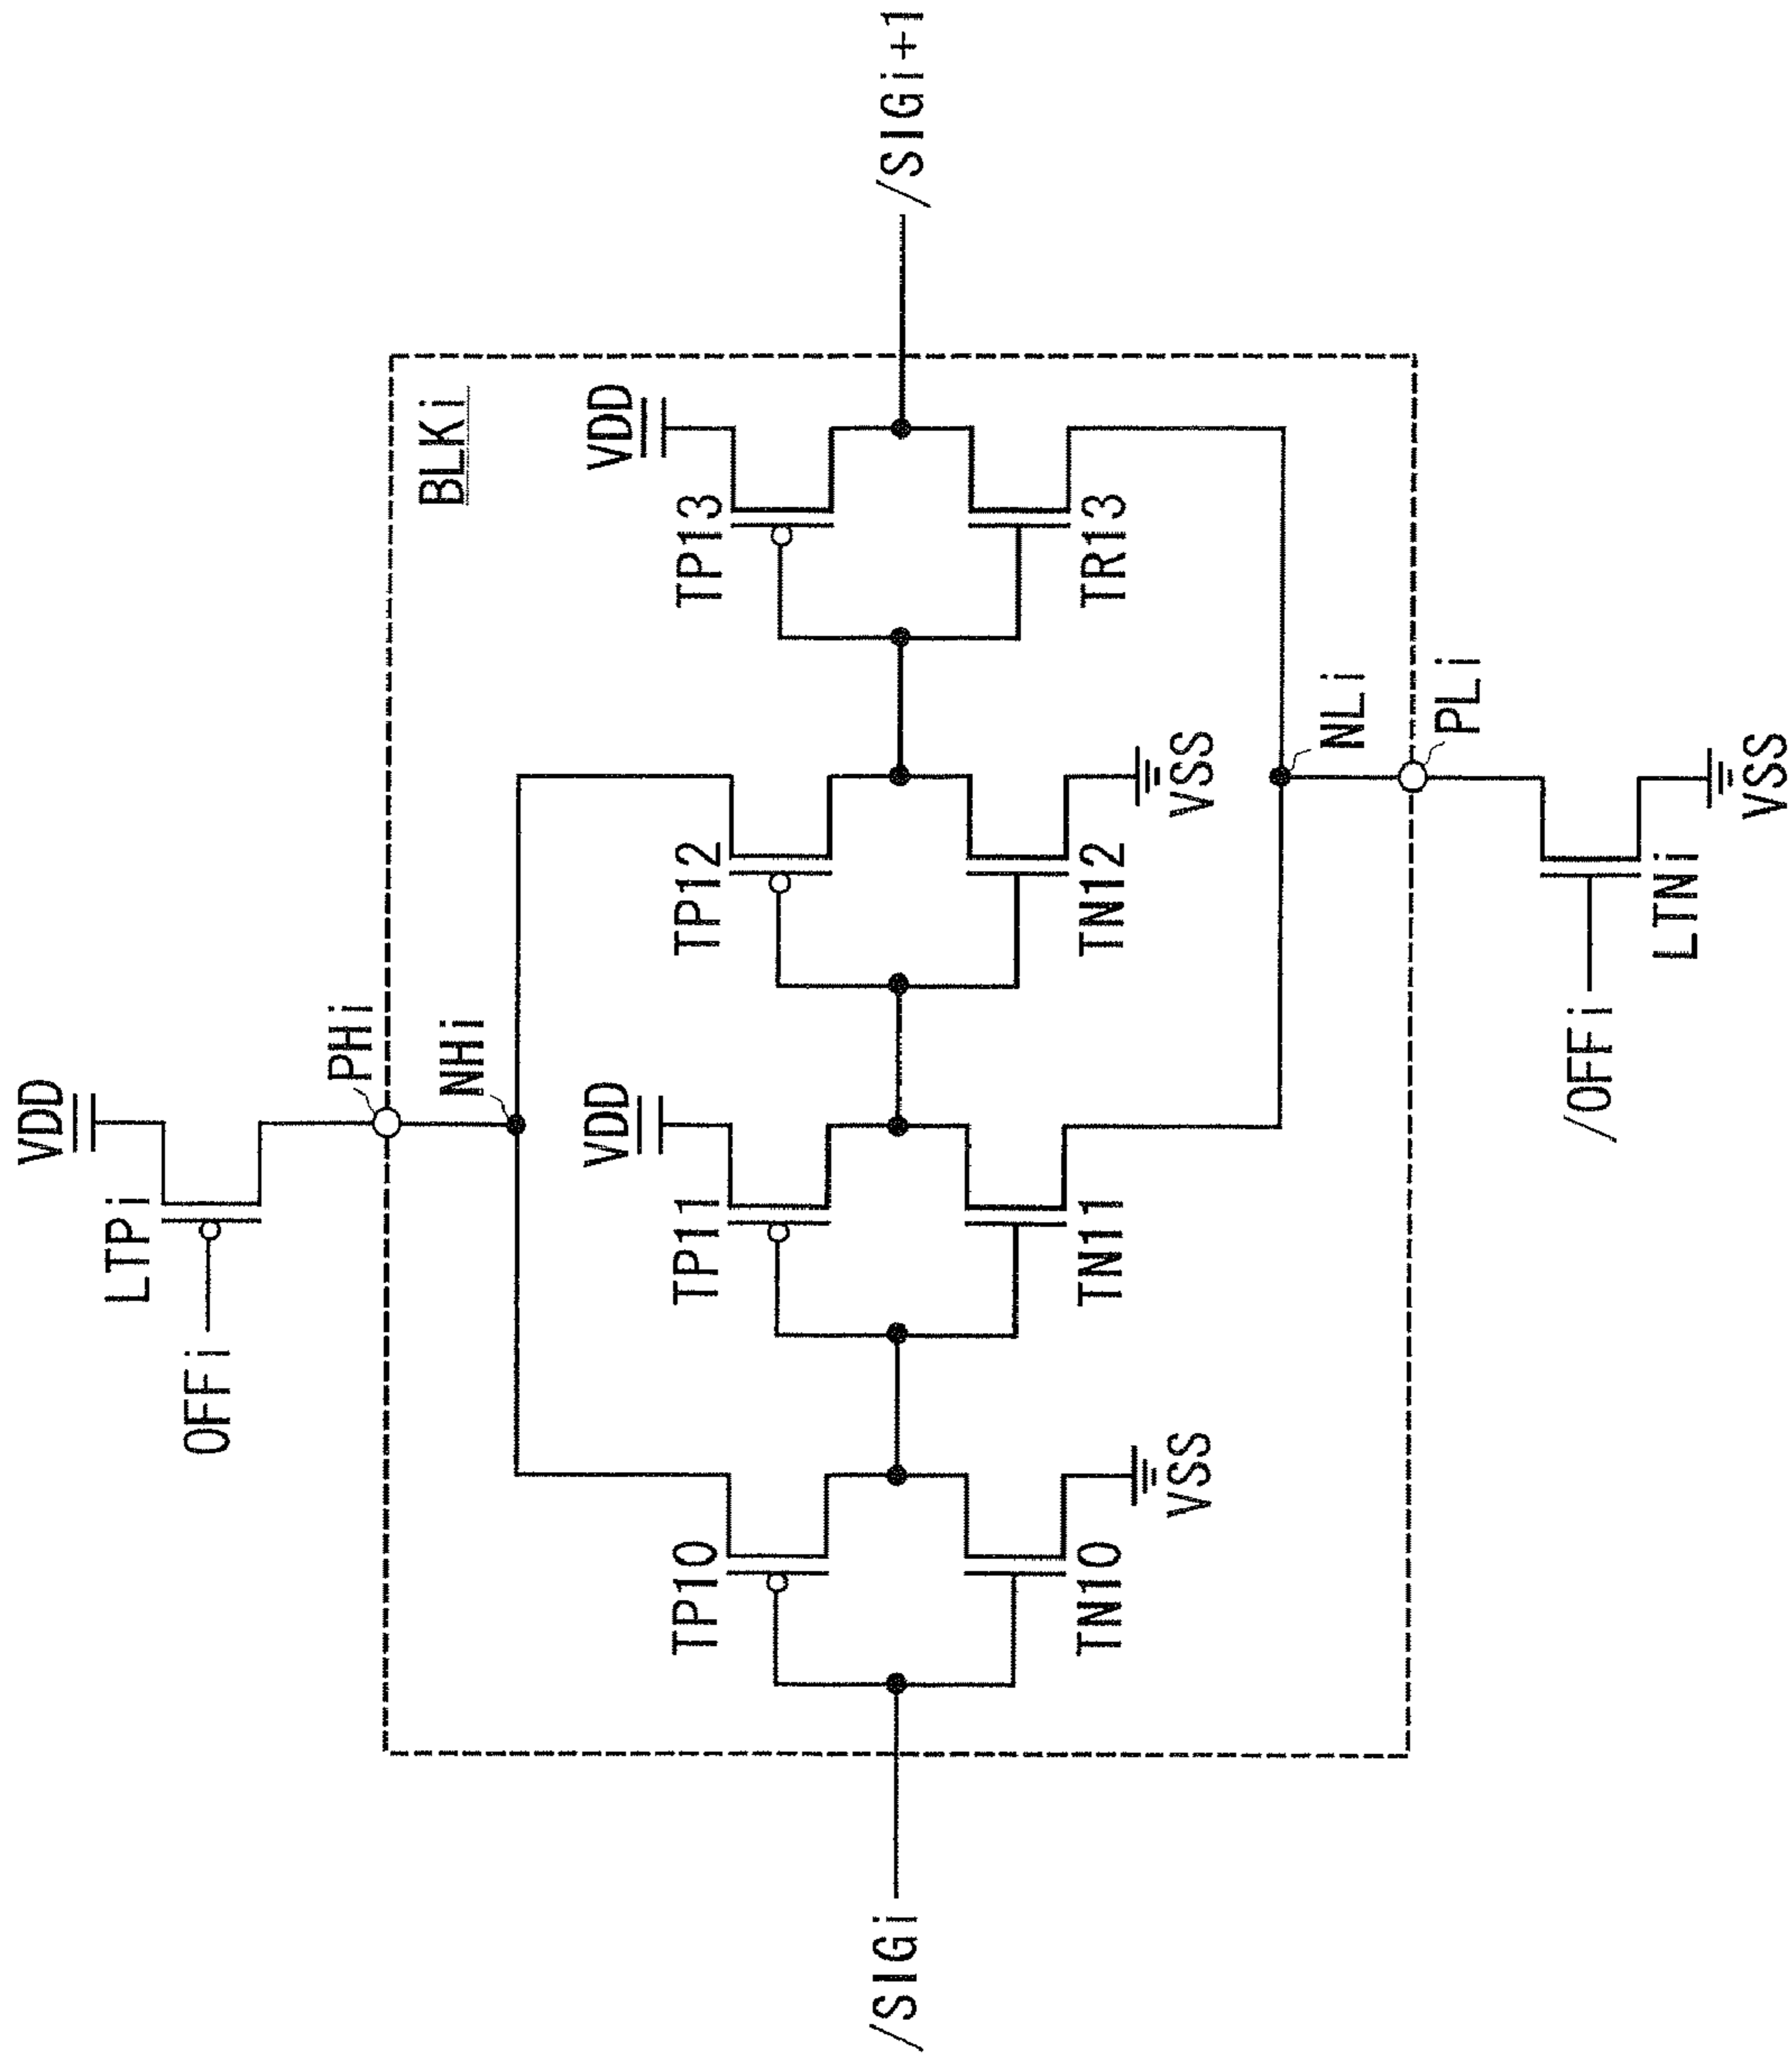 VDD
LTPi
OFFi
PHi
NHi
BLKi
VDD
VDD
TP10
TP11
TP12
TP13
/SIGi
/SIGi+1
TN10
TN11
TN12
TR13
VSS
VSS
NLi
PLi
/OFFi
LTNi
VSS